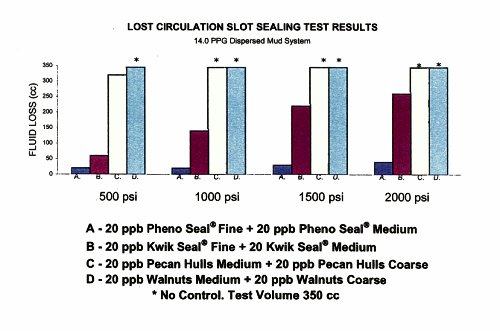 LOST CIRCULATION SLOT SEALING TEST RESULTS
14.0 PPG Dispersed Mud System
FLUID LOSS (cc)
350
300
250
200
150
100
50
0
* * * * * * *
A. B. C. D. A. B. C. D. A. B. C. D. A. B. C. D.
500 psi 1000 psi 1500 psi 2000 psi
A - 20 ppb Pheno Seal® Fine + 20 ppb Pheno Seal® Medium
B - 20 ppb Kwik Seal® Fine + 20 Kwik Seal® Medium
C - 20 ppb Pecan Hulls Medium + 20 ppb Pecan Hulls Coarse
D - 20 ppb Walnuts Medium + 20 ppb Walnuts Coarse
* No Control. Test Volume 350 cc